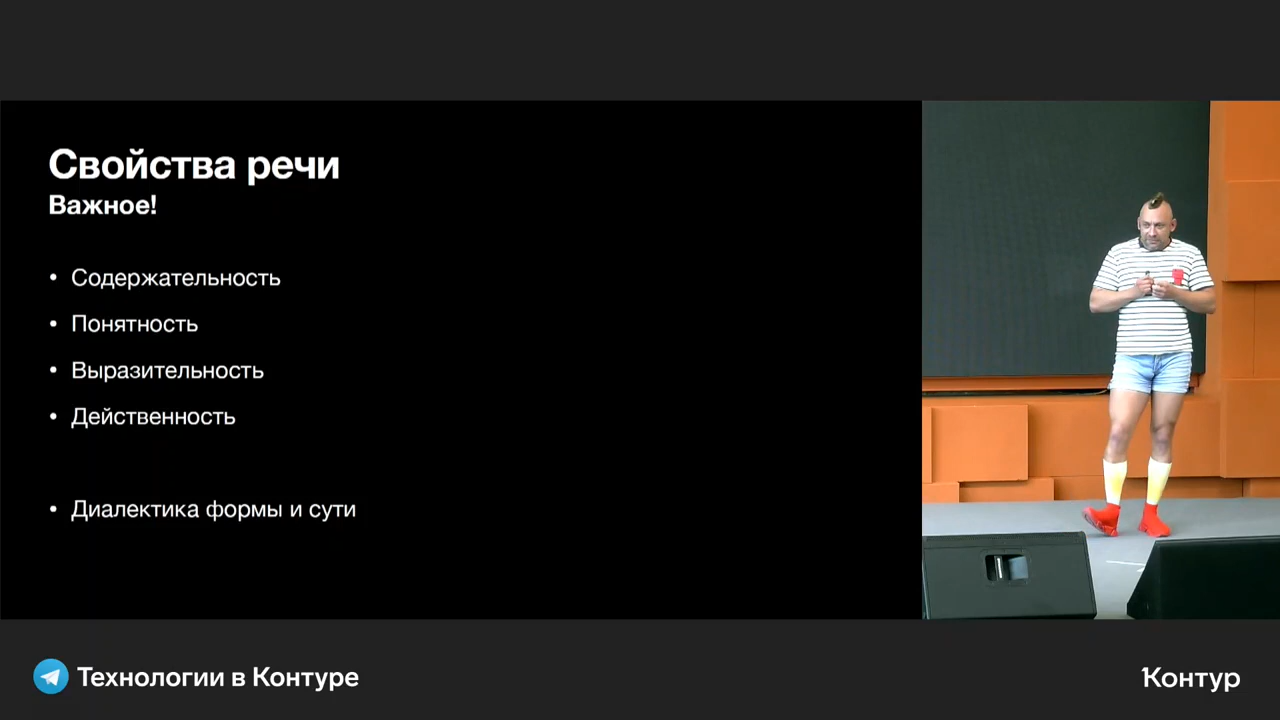 Свойства речи
Важное!
• Содержательность
• Понятность
• Выразительность
• Действенность
• Диалектика формы и сути
Технологии в Контуре
Контур